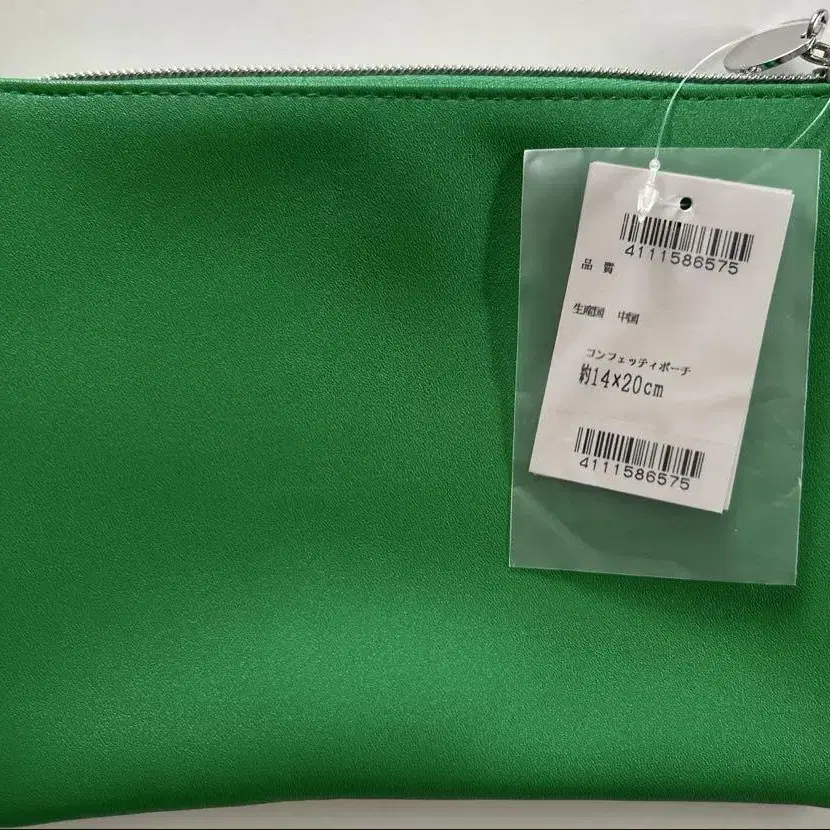 4111586575
品 質
生産国 中国
コンフェッティポーチ
約14×20cm
4111586575